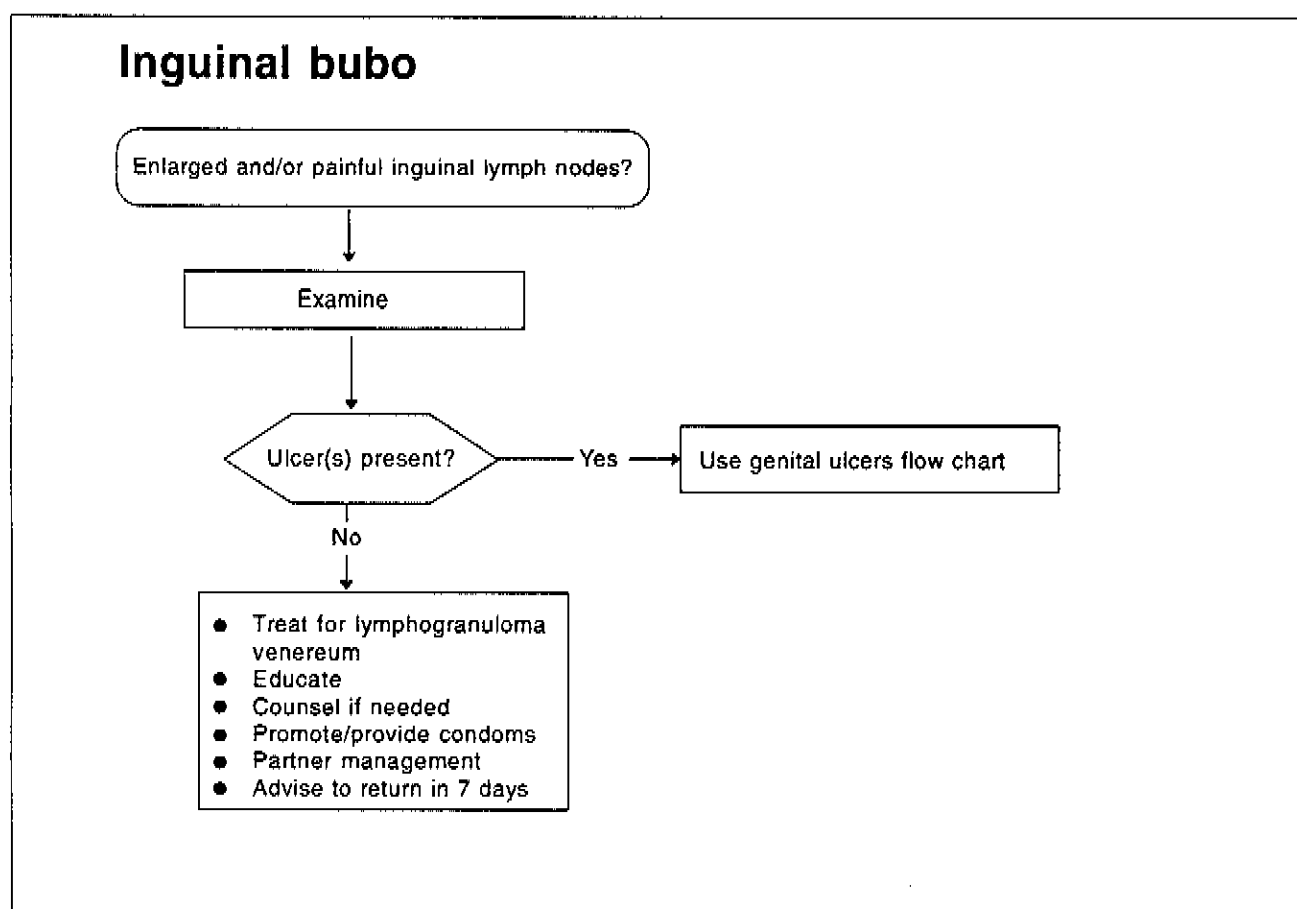 Inguinal bubo
Enlarged and/or painful inguinal lymph nodes?
Examine
Ulcer(s) present?
Yes
Use genital ulcers flow chart
No
● Treat for lymphogranuloma
venereum
● Educate
● Counsel if needed
● Promote/provide condoms
● Partner management
● Advise to return in 7 days